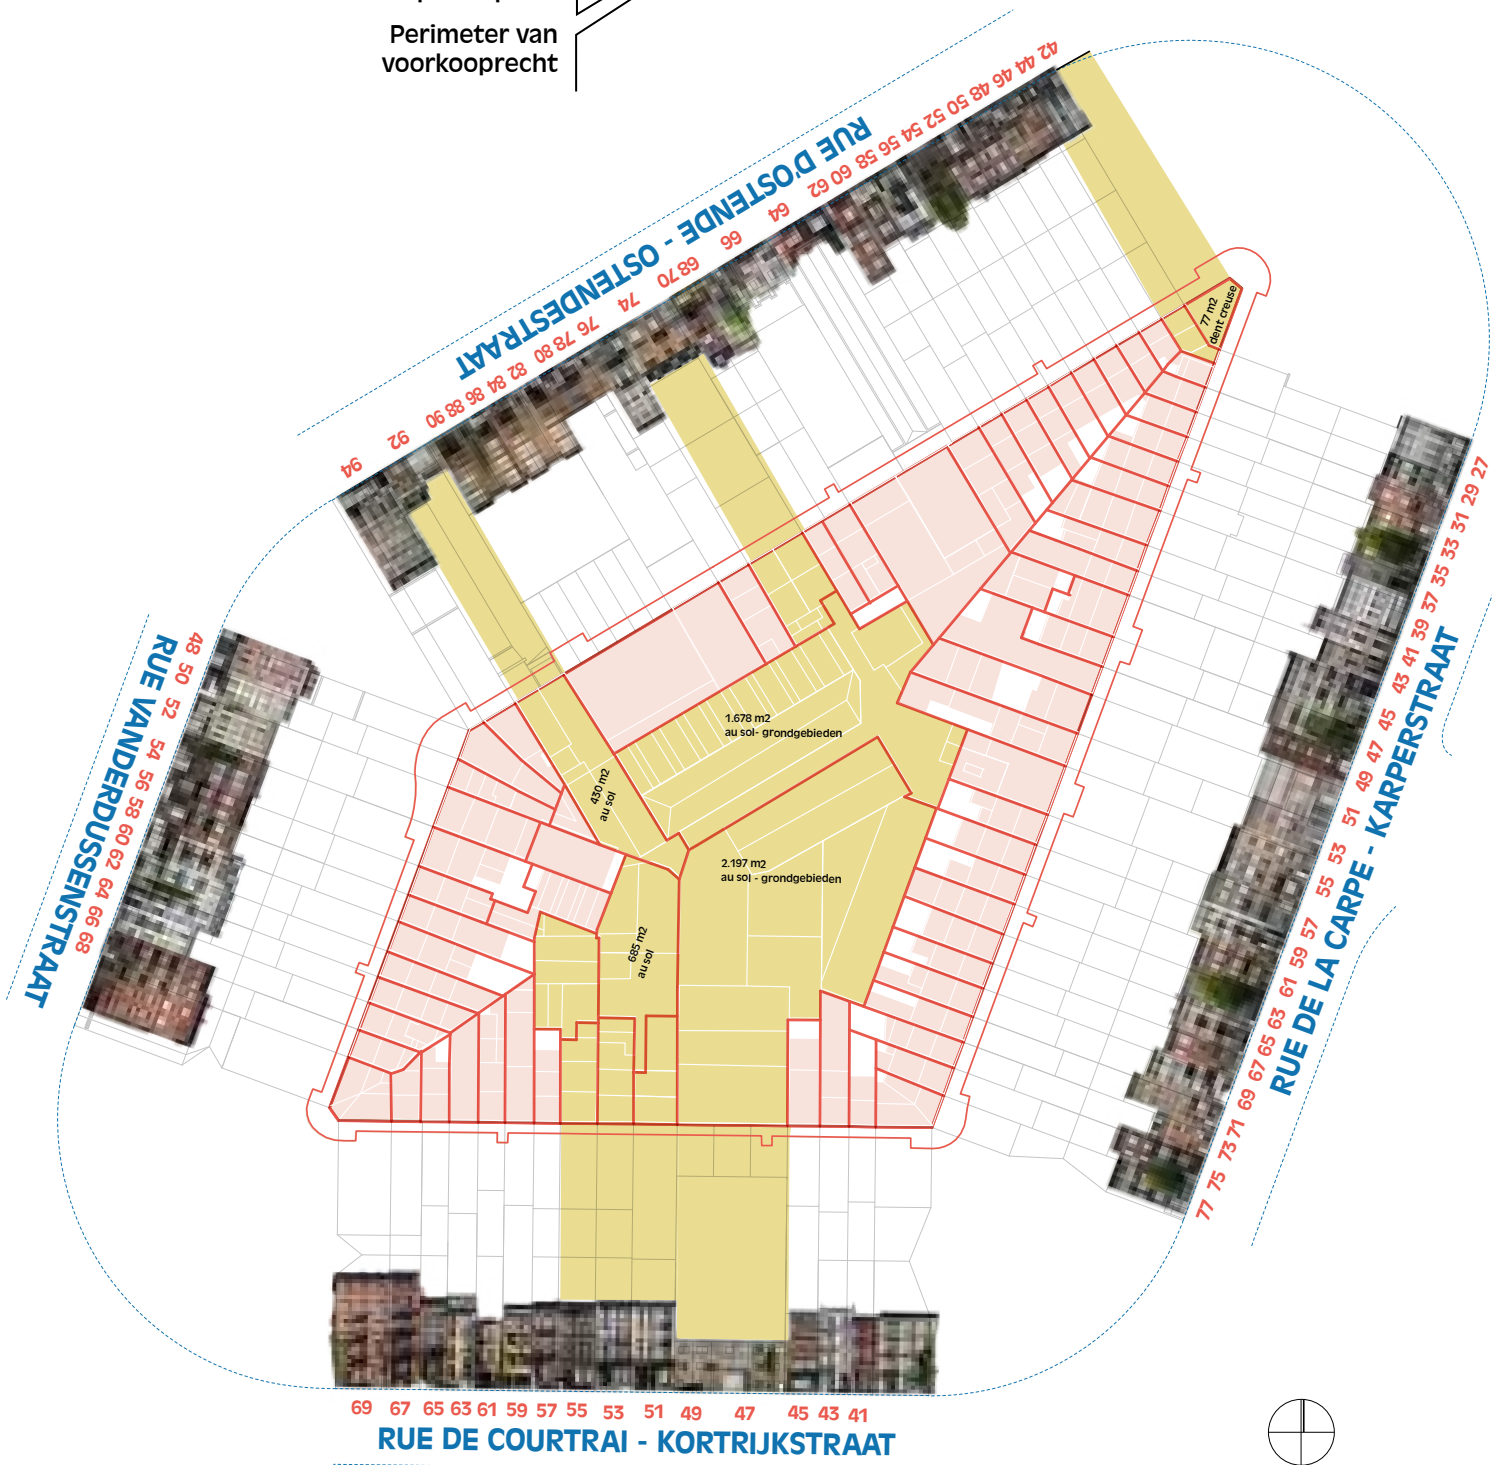 Perimeter van
voorkooprecht
RUE D'OSTENDE - OSTENDESTRAAT
42 44 44 46 48 50 52 54 56 58 60 62 64 66 68 70 74 76 78 80 82 84 86 88 90 92 94
77 m2
dent creuse
RUE VANDERDUSSENSTRAAT
48 50 52 54 56 58 60 62 64 66 68
1.678 m2
au sol- grondgebieden
430 m2
au sol
2.197 m2
au sol - grondgebieden
685 m2
au sol
27 29 31 33 35 37 39 41 43 45 47 49 51 53 55 57 59 61 63 65 67 69 71 73 75 77
RUE DE LA CARPE - KARPERSTRAAT
69 67 65 63 61 59 57 55 53 51 49 47 45 43 41
RUE DE COURTRAI - KORTRIJKSTRAAT